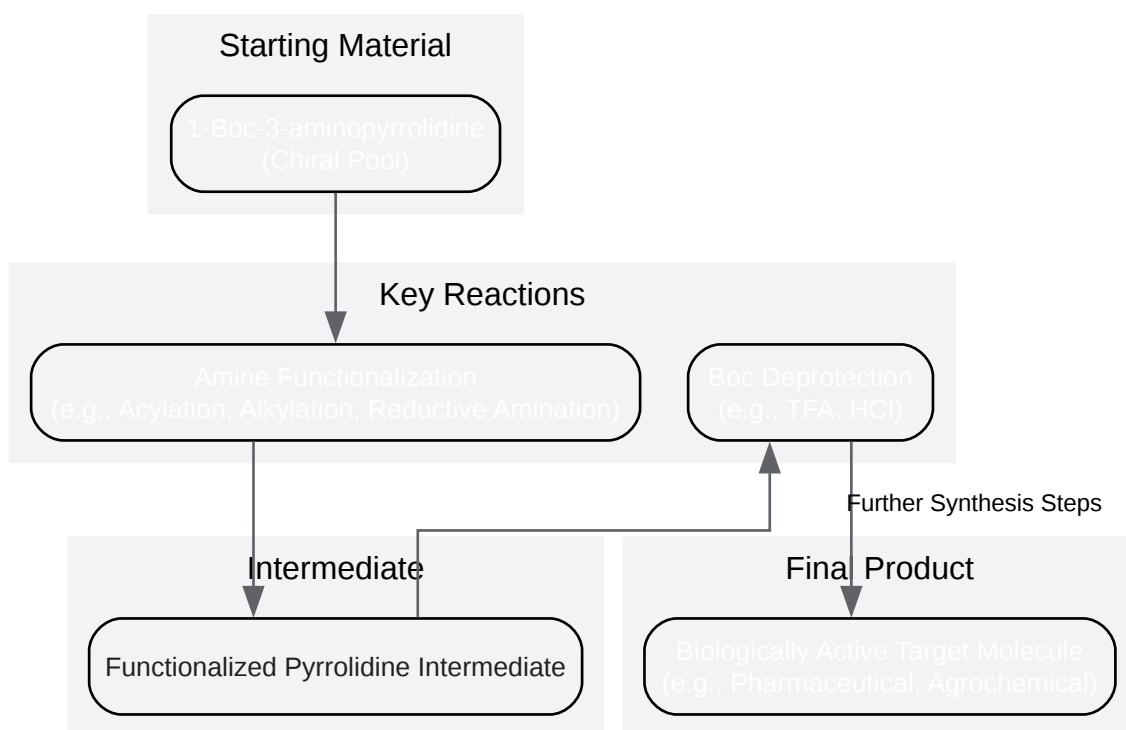 Starting Material
1-Boc-3-aminopyrrolidine
(Chiral Pool)
Key Reactions
Amine Functionalization
(e.g., Acylation, Alkylation, Reductive Amination)
Boc Deprotection
(e.g., TFA, HCl)
Further Synthesis Steps
Intermediate
Functionalized Pyrrolidine Intermediate
Final Product
Biologically Active Target Molecule
(e.g., Pharmaceutical, Agrochemical)